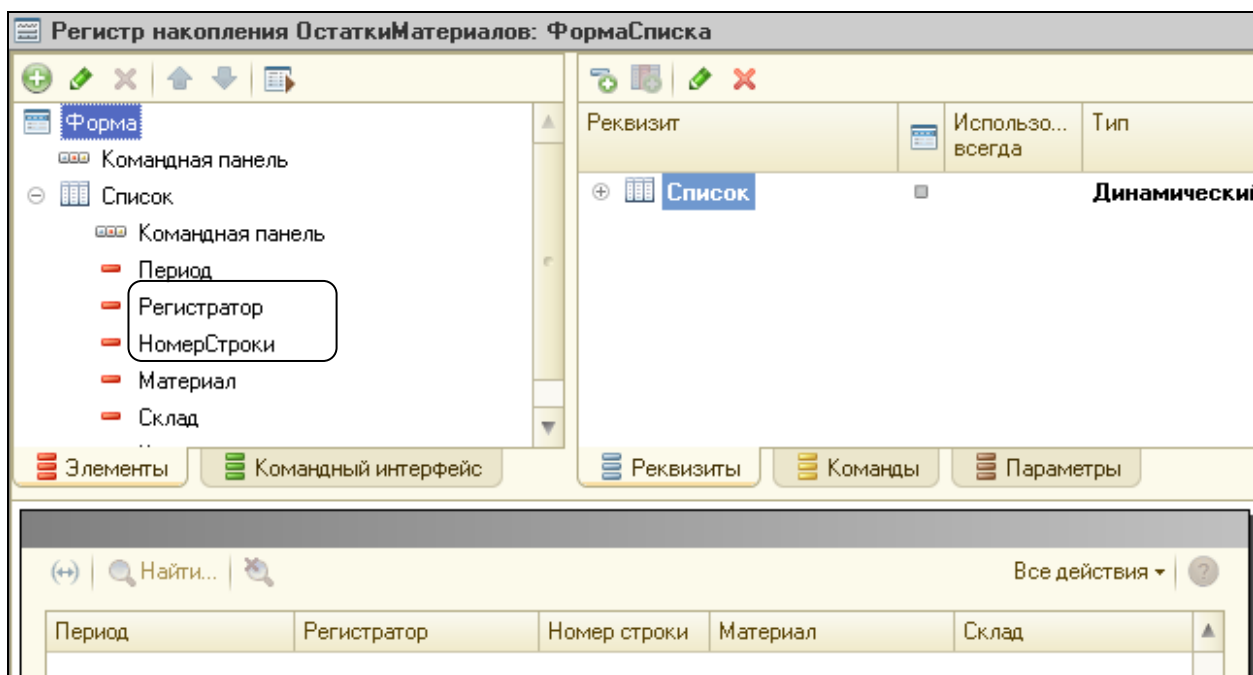 Регистр накопления ОстаткиМатериалов: ФормаСписка
Форма
Командная панель
Список
Командная панель
Период
Регистратор
НомерСтроки
Материал
Склад
Элементы
Командный интерфейс
Реквизит
Использо... всегда
Тип
Список
Динамический
Реквизиты
Команды
Параметры
Найти...
Все действия
Период
Регистратор
Номер строки
Материал
Склад